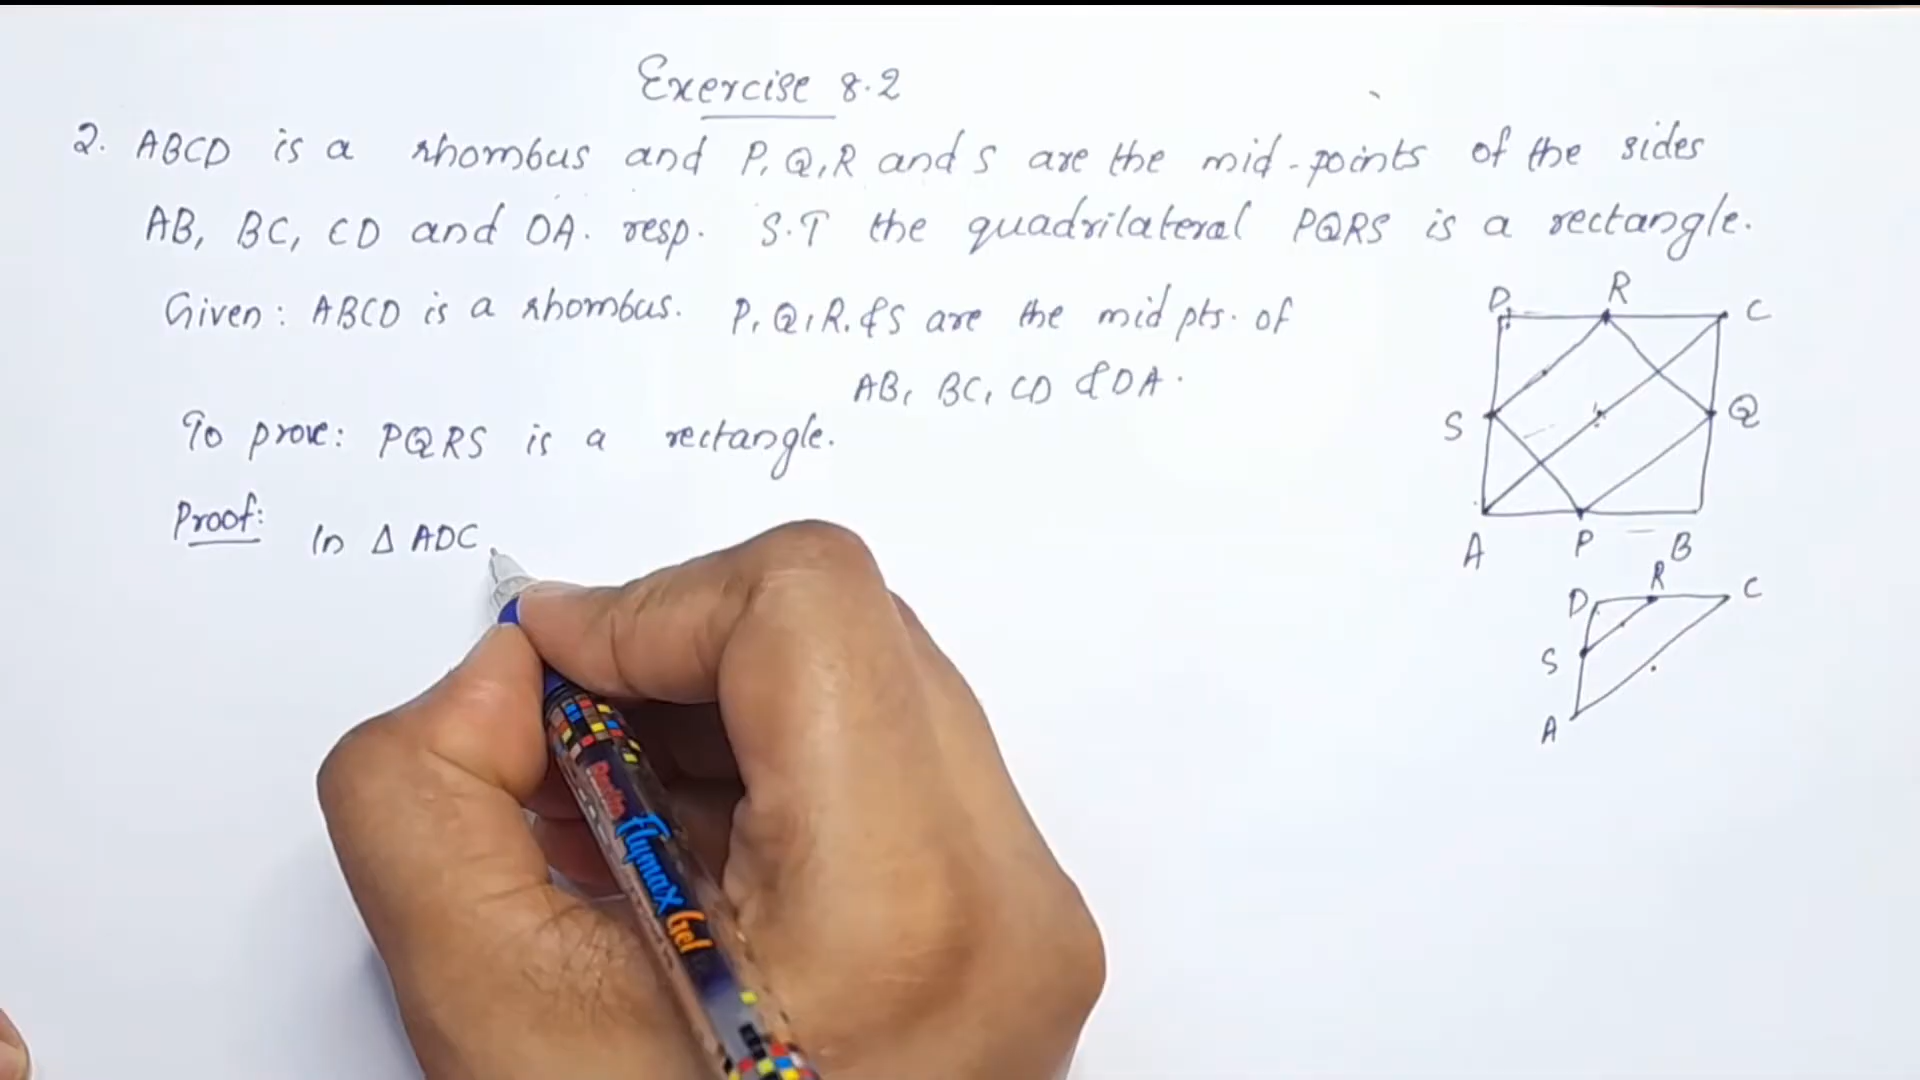 Exercise 8.2
2. ABCD is a rhombus and P, Q, R and S are the mid-points of the sides
AB, BC, CD and DA. resp. S.T the quadrilateral PQRS is a rectangle.
Given: ABCD is a rhombus. P, Q, R, & S are the mid pts. of
AB, BC, CD & DA.
To prove: PQRS is a rectangle.
Proof: In Δ ADC,
D R C
S Q
A P B
D R C
S
A
flymax Gel